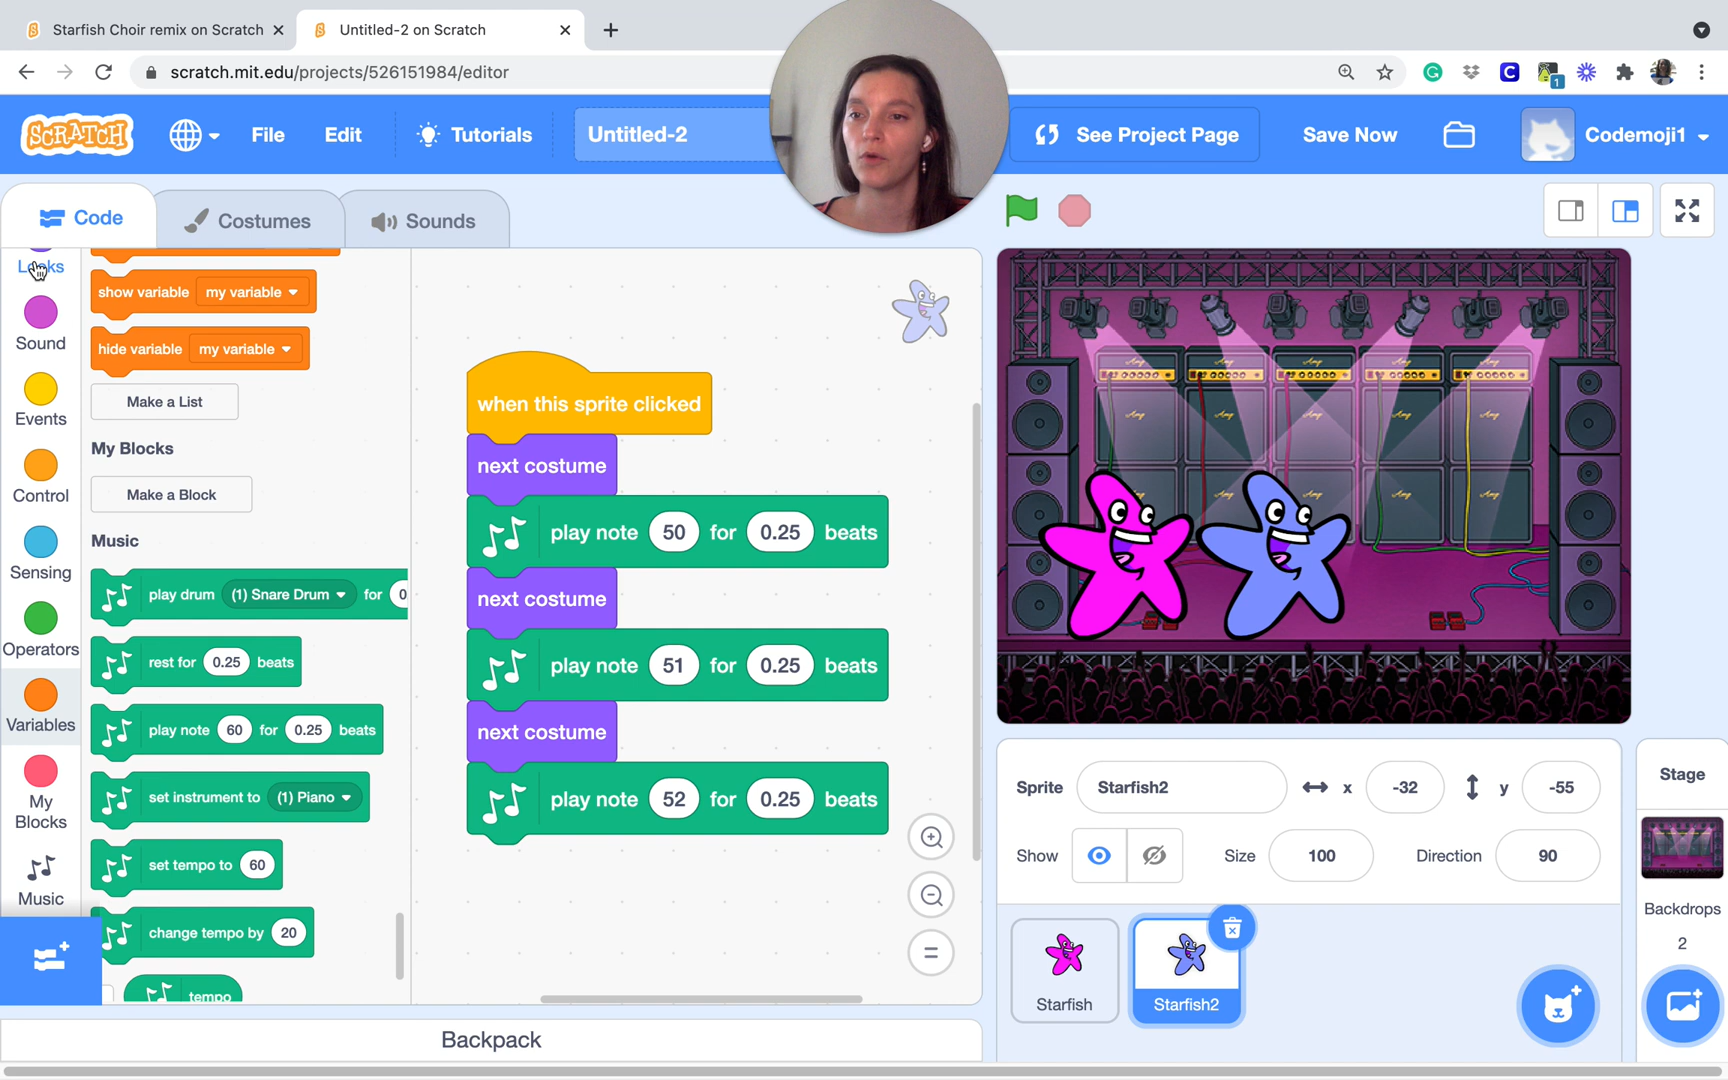 Starfish Choir remix on Scratch
Untitled-2 on Scratch
scratch.mit.edu/projects/526151984/editor
1
SCRATCH
File
Edit
Tutorials
Untitled-2
See Project Page
Save Now
Codemoji1
Code
Costumes
Sounds
Looks
Sound
Events
Control
Sensing
Operators
Variables
My
Blocks
Music
show variable my variable
hide variable my variable
Make a List
My Blocks
Make a Block
Music
play drum (1) Snare Drum for 0
rest for 0.25 beats
play note 60 for 0.25 beats
set instrument to (1) Piano
set tempo to 60
change tempo by 20
tempo
when this sprite clicked
next costume
play note 50 for 0.25 beats
next costume
play note 51 for 0.25 beats
next costume
play note 52 for 0.25 beats
Backpack
Amp Amp Amp Amp Amp
Sprite Starfish2 x -32 y -55
Show Size 100 Direction 90
Starfish
Starfish2
Stage
Backdrops
2